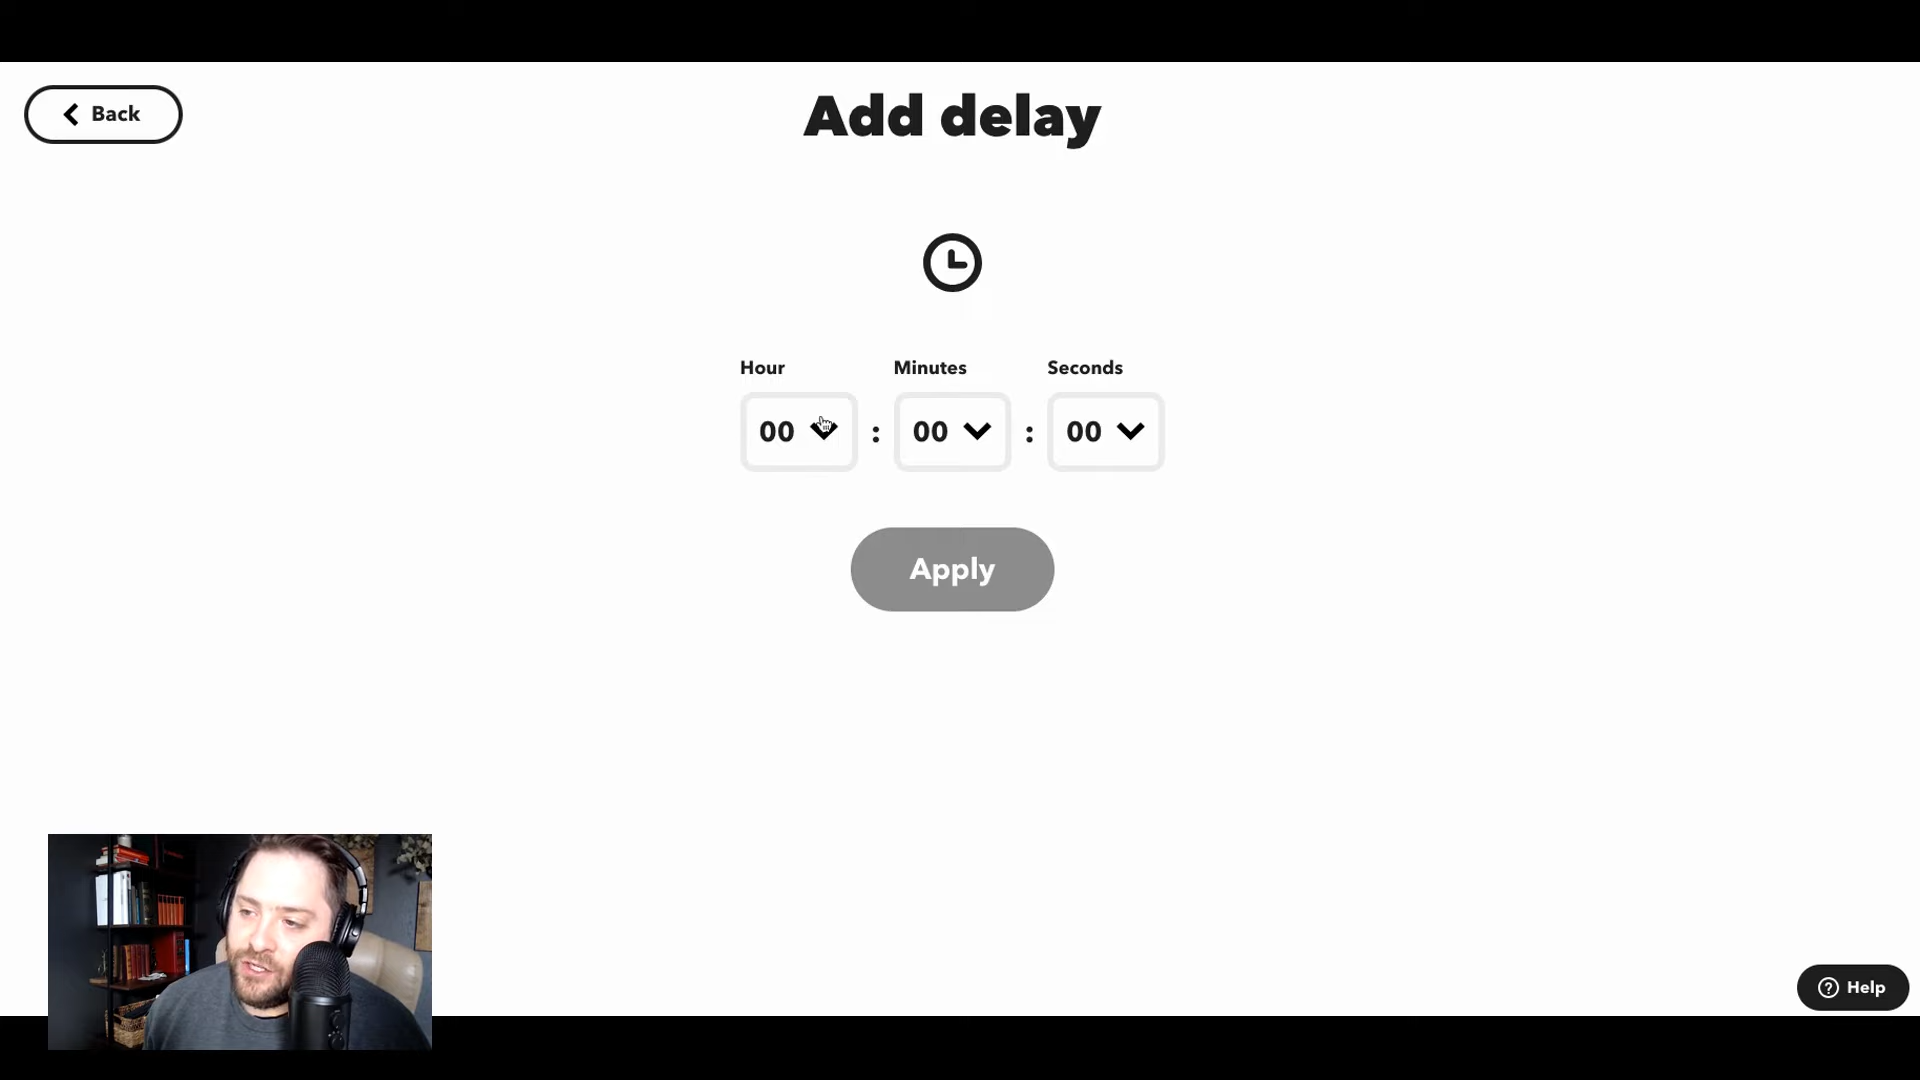 Back
Add delay
Hour Minutes Seconds
00 : 00 : 00
Apply
Help